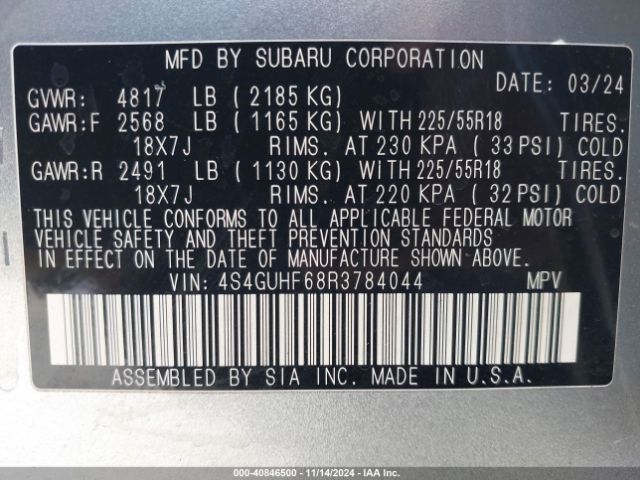 MFD BY SUBARU CORPORATION
DATE: 03/24
GVWR: 4817 LB ( 2185 KG)
GAWR:F 2568 LB ( 1165 KG) WITH 225/55R18 TIRES.
18X7J RIMS. AT 230 KPA ( 33 PSI) COLD
GAWR:R 2491 LB ( 1130 KG) WITH 225/55R18 TIRES.
18X7J RIMS. AT 220 KPA ( 32 PSI) COLD
THIS VEHICLE CONFORMS TO ALL APPLICABLE FEDERAL MOTOR
VEHICLE SAFETY AND THEFT PREVENTION STANDARDS
IN EFFECT ON THE DATE OF MANUFACTURE SHOWN ABOVE.
VIN: 4S4GUHF68R3784044 MPV
ASSEMBLED BY SIA INC. MADE IN U.S.A.
000-40846500 - 11/14/2024 - IAAI.com